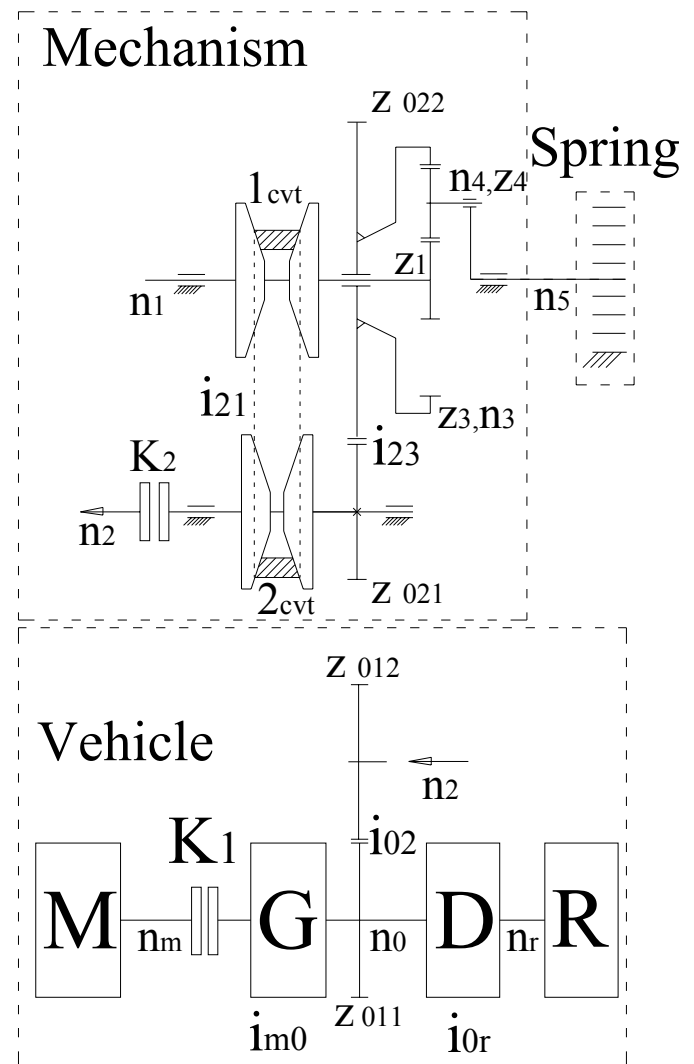 Mechanism
z 022
Spring
1cvt
n4,z4
z1
n1
n5
i21
z3,n3
i23
K2
n2
2cvt
z 021
z 012
Vehicle
n2
K1
i02
M
G
D
R
nm
n0
nr
z 011
im0
i0r